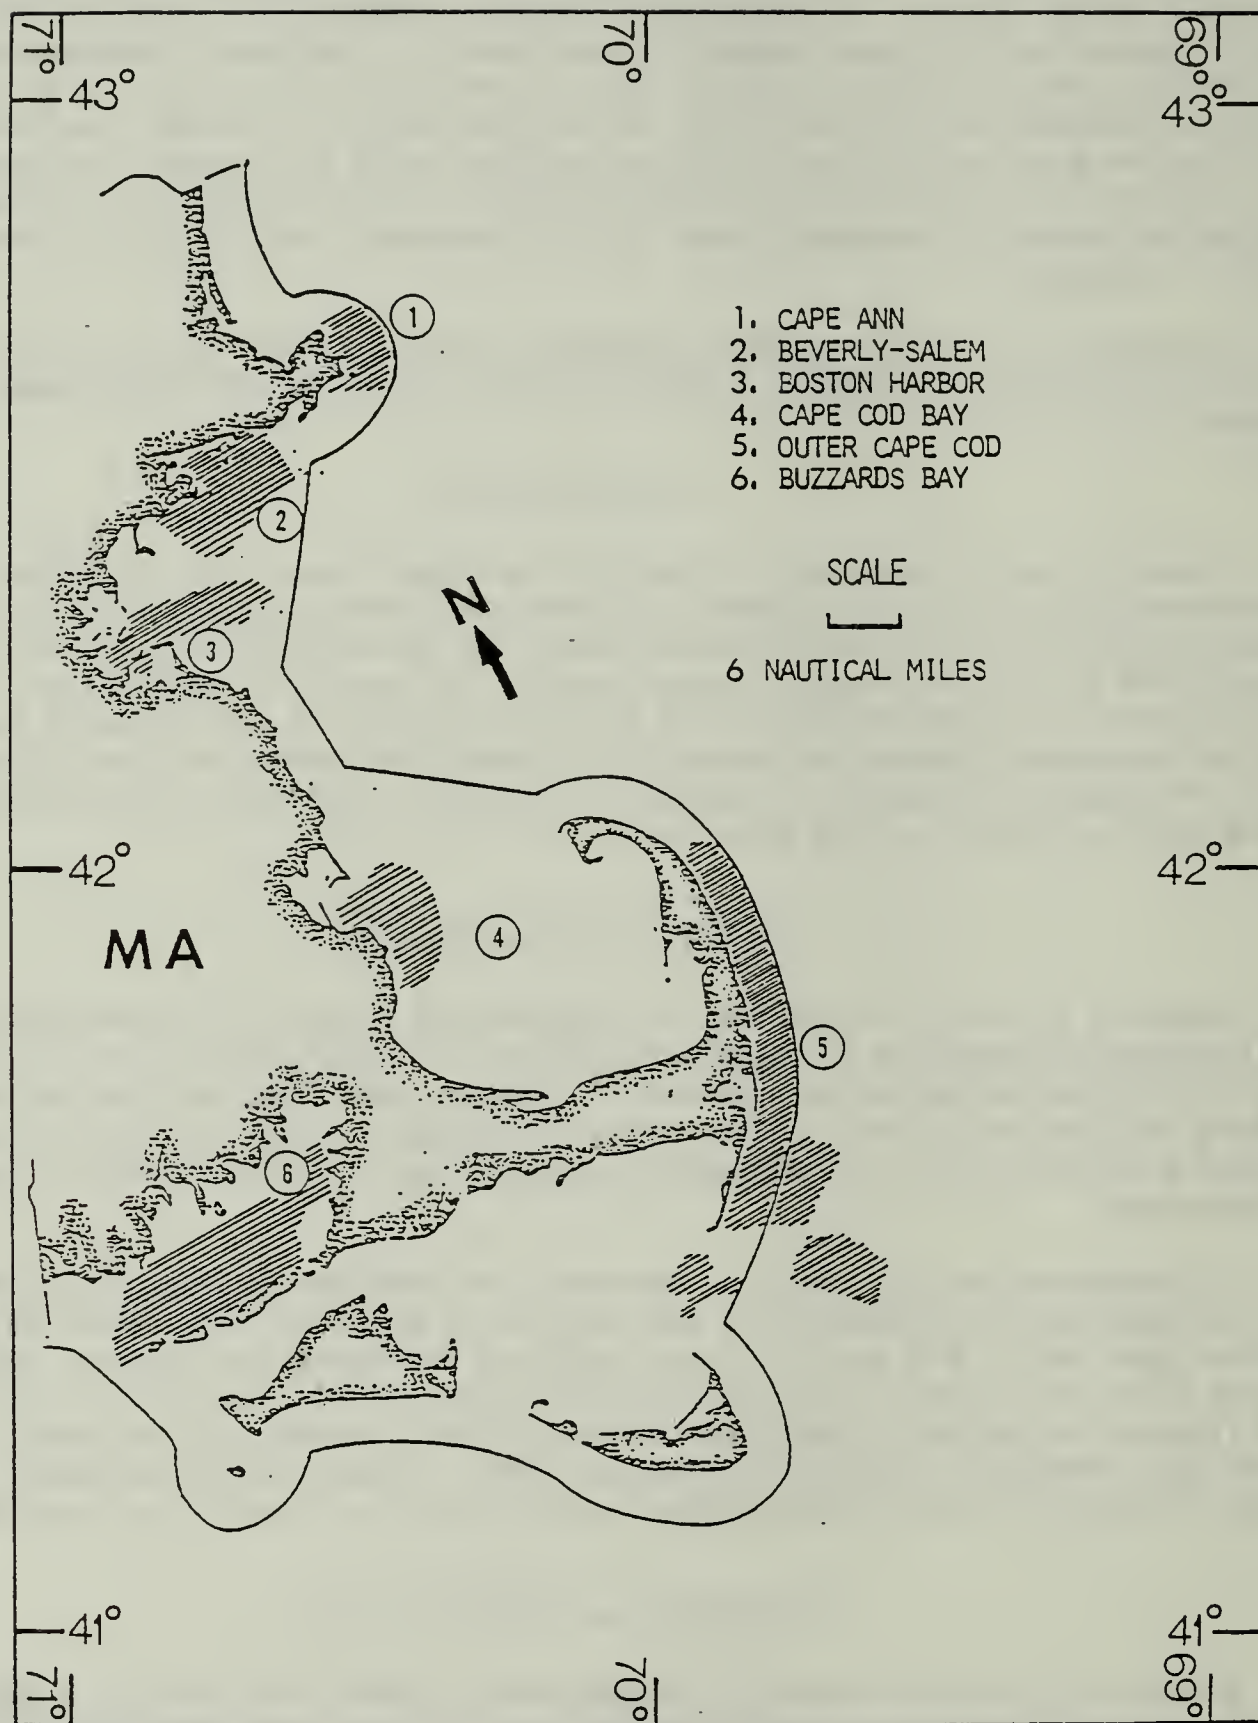 71° 70° 69°
43° 43°
1
1. CAPE ANN
2. BEVERLY-SALEM
3. BOSTON HARBOR
4. CAPE COD BAY
5. OUTER CAPE COD
6. BUZZARDS BAY
2
N
SCALE
6 NAUTICAL MILES
3
42° 42°
MA
4
5
6
41° 41°
71° 70° 69°